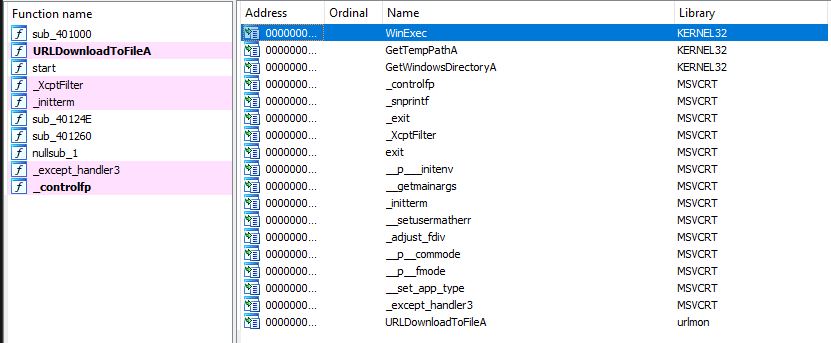 Function name
sub_401000
URLDownloadToFileA
start
_XcptFilter
_initterm
sub_40124E
sub_401260
nullsub_1
_except_handler3
_controlfp
Address Ordinal Name Library
0000000... WinExec KERNEL32
0000000... GetTempPathA KERNEL32
0000000... GetWindowsDirectoryA KERNEL32
0000000... _controlfp MSVCRT
0000000... _snprintf MSVCRT
0000000... _exit MSVCRT
0000000... _XcptFilter MSVCRT
0000000... exit MSVCRT
0000000... __p___initenv MSVCRT
0000000... __getmainargs MSVCRT
0000000... _initterm MSVCRT
0000000... __setusermatherr MSVCRT
0000000... _adjust_fdiv MSVCRT
0000000... __p__commode MSVCRT
0000000... __p__fmode MSVCRT
0000000... __set_app_type MSVCRT
0000000... _except_handler3 MSVCRT
0000000... URLDownloadToFileA urlmon